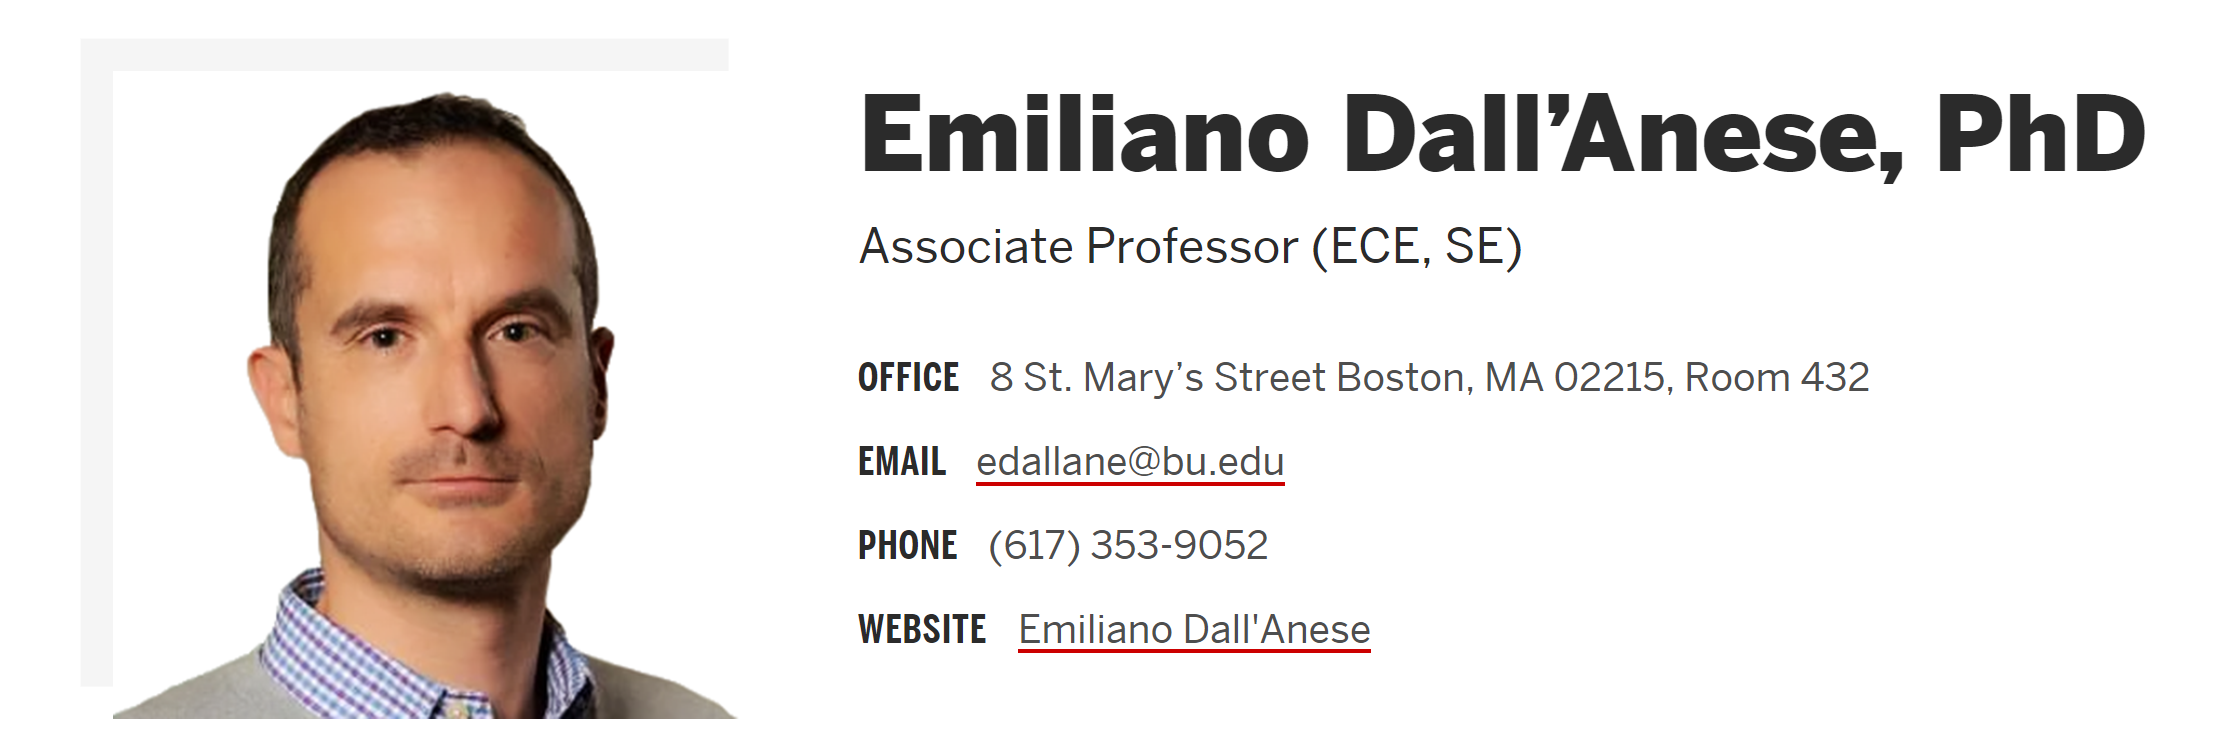 Emiliano Dall’Anese, PhD
Associate Professor (ECE, SE)
OFFICE 8 St. Mary’s Street Boston, MA 02215, Room 432
EMAIL edallane@bu.edu
PHONE (617) 353-9052
WEBSITE Emiliano Dall'Anese